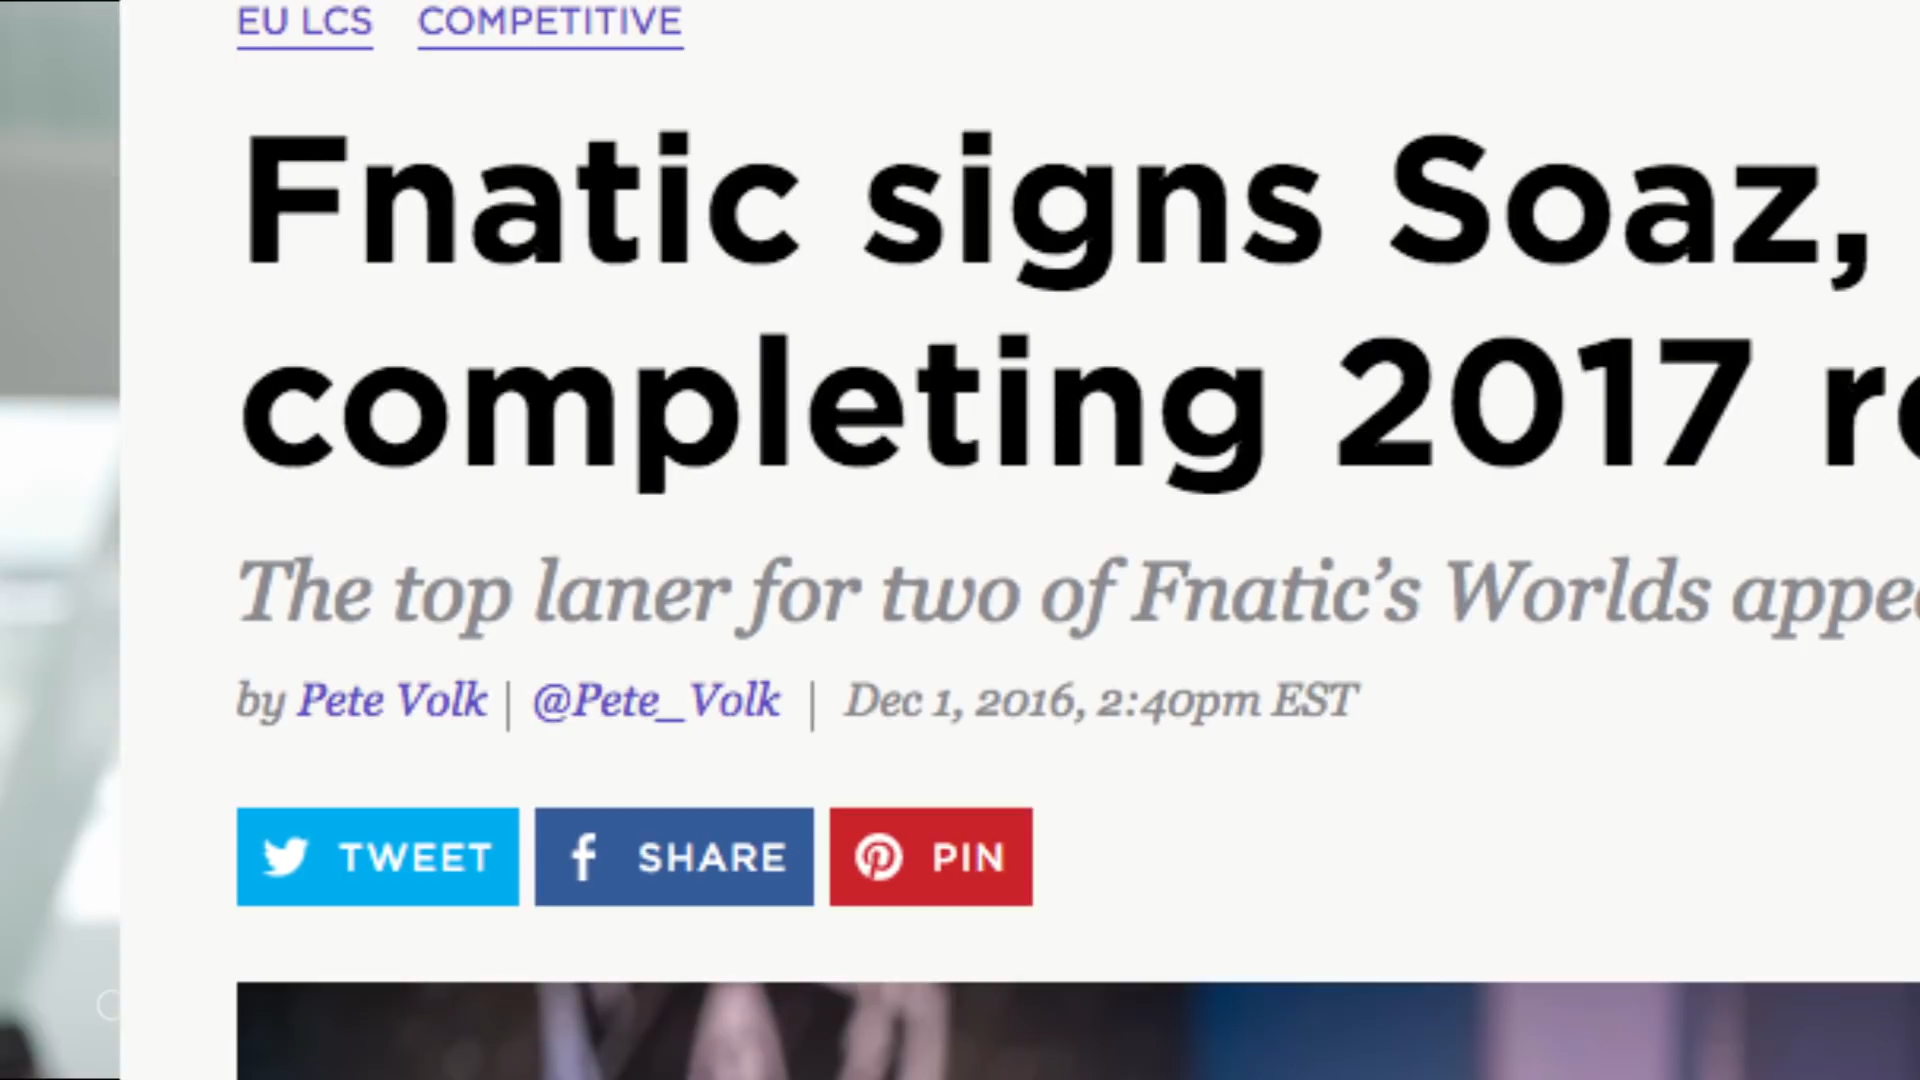 EU LCS COMPETITIVE
Fnatic signs Soaz,
completing 2017
The top laner for two of Fnatic’s Worlds
by Pete Volk | @Pete_Volk | Dec 1, 2016, 2:40pm EST
TWEET SHARE PIN